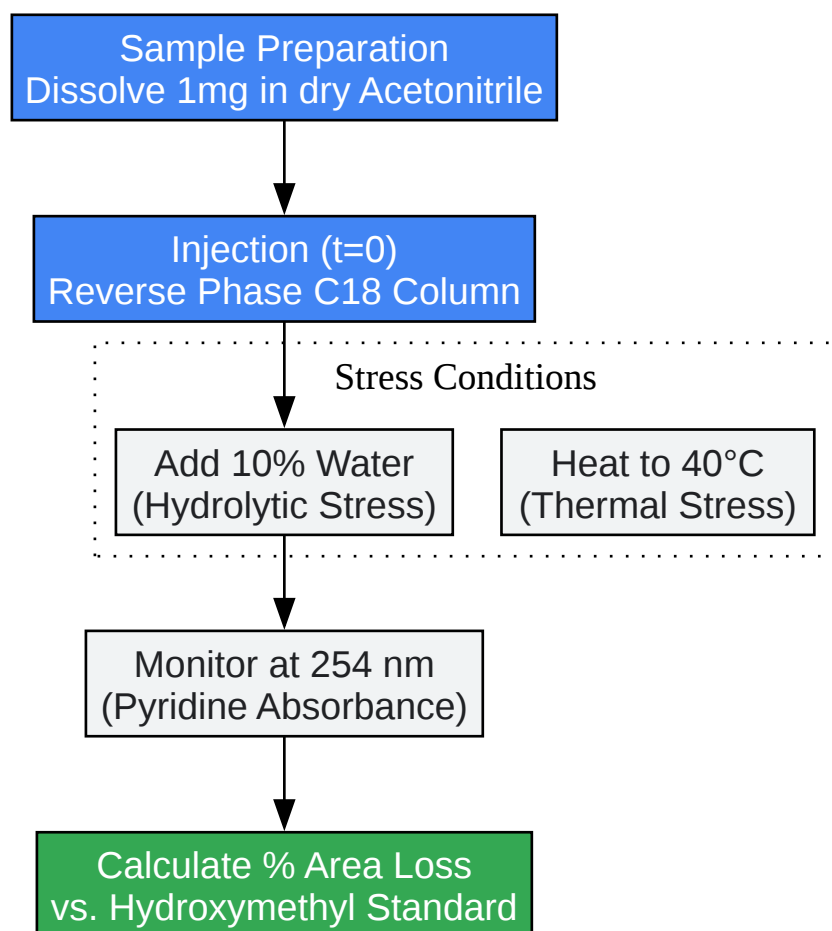 Sample Preparation
Dissolve 1mg in dry Acetonitrile
Injection (t=0)
Reverse Phase C18 Column
Stress Conditions
Add 10% Water
(Hydrolytic Stress)
Heat to 40°C
(Thermal Stress)
Monitor at 254 nm
(Pyridine Absorbance)
Calculate % Area Loss
vs. Hydroxymethyl Standard